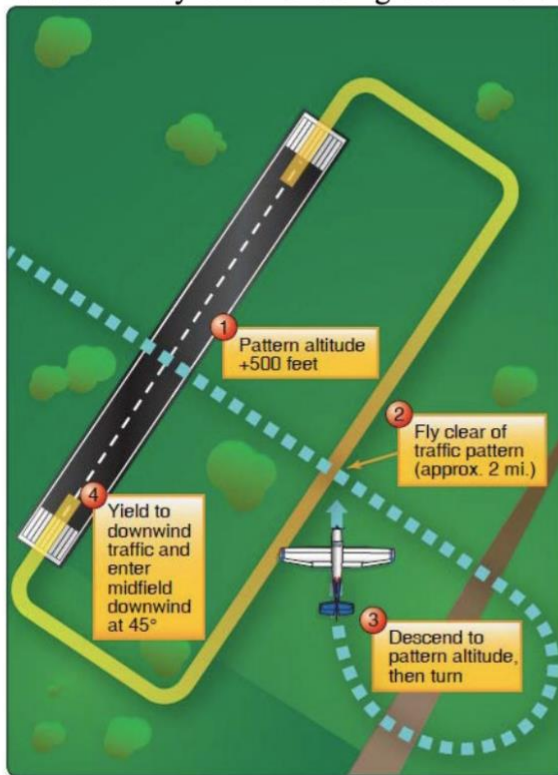 1
Pattern altitude
+500 feet
2
Fly clear of
traffic pattern
(approx. 2 mi.)
4
Yield to
downwind
traffic and
enter
midfield
downwind
at 45°
3
Descend to
pattern altitude,
then turn